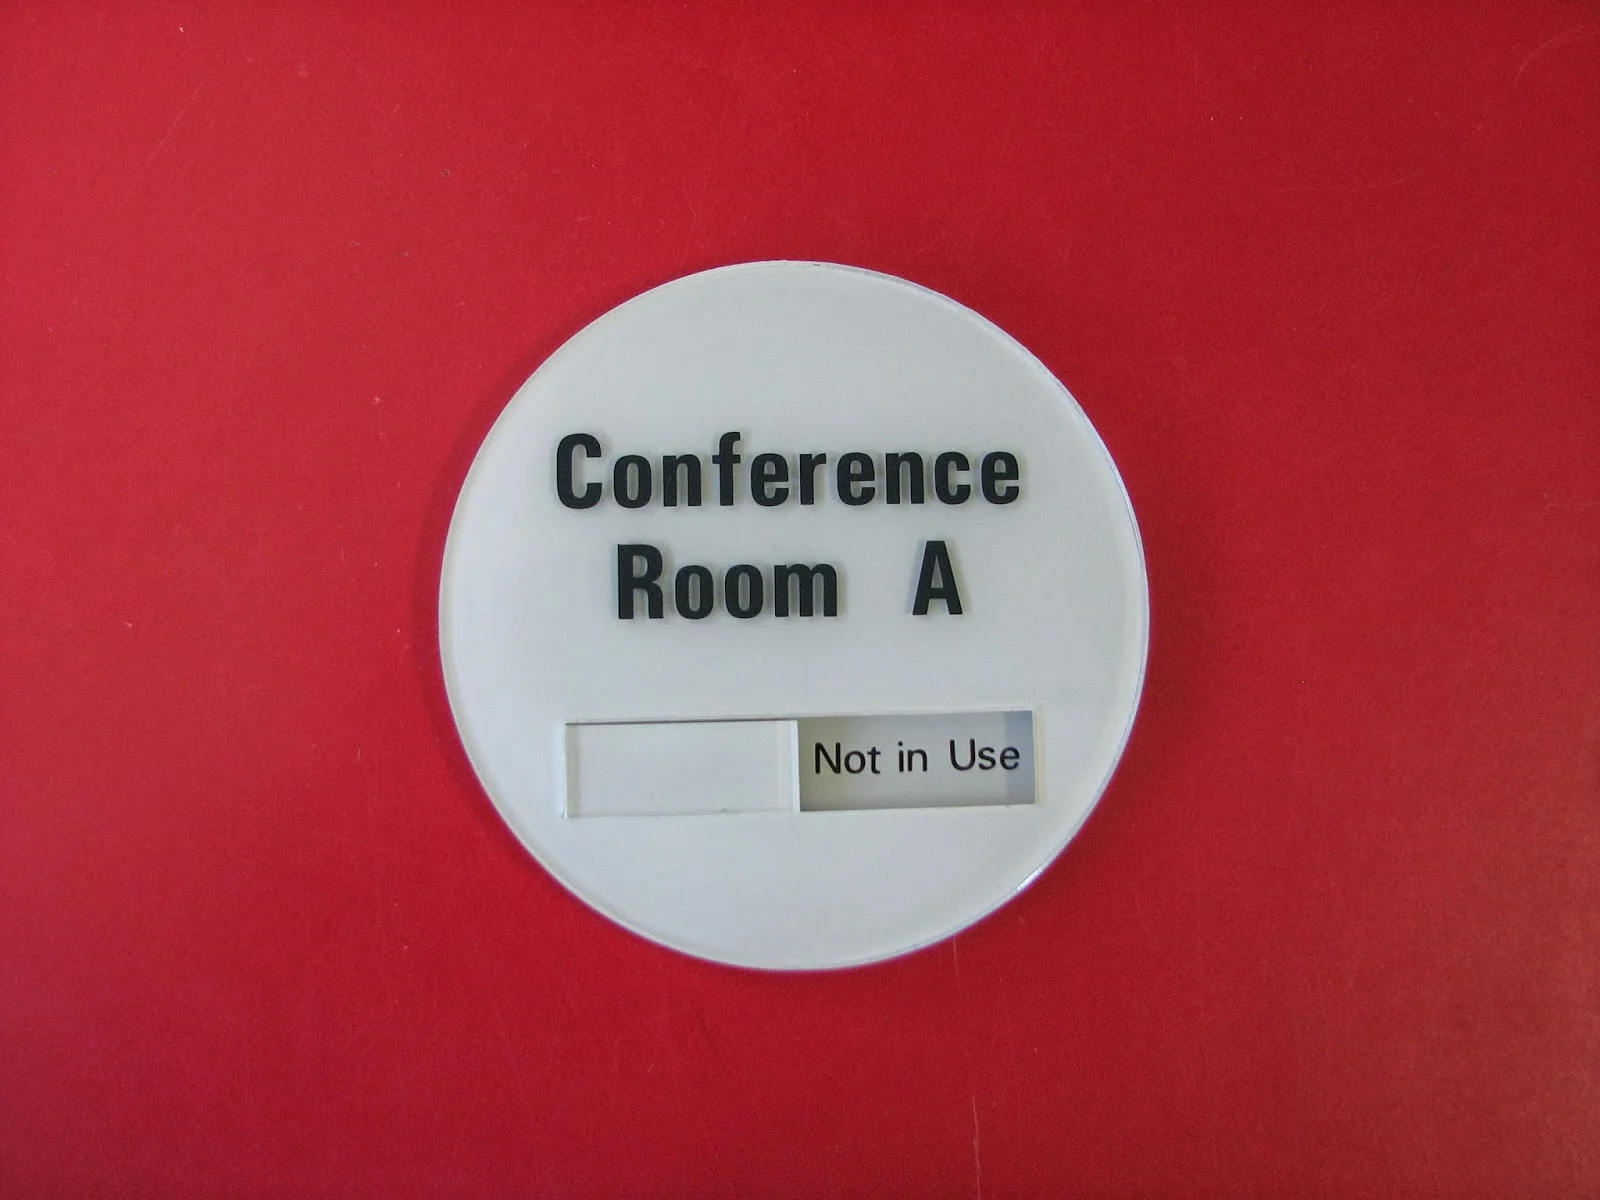 Conference
Room A
Not in Use